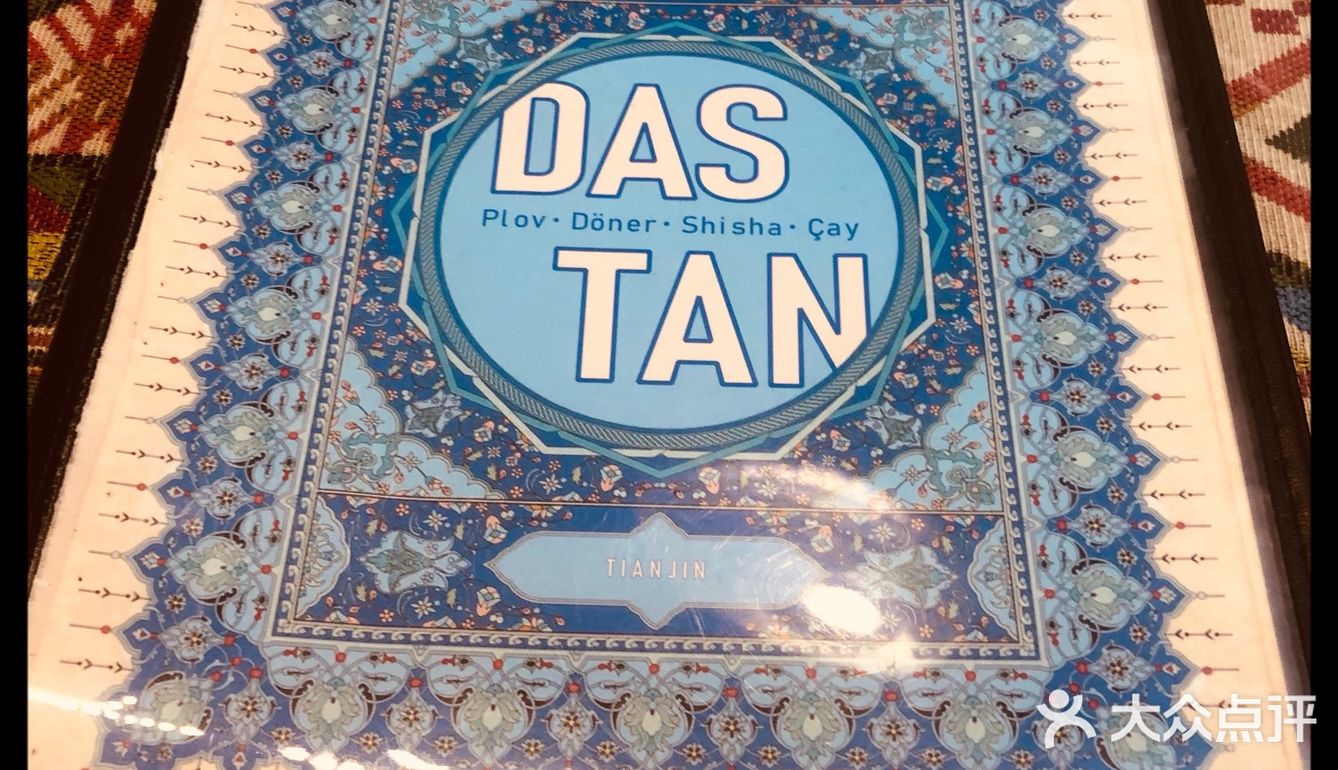 DAS
Plov · Döner · Shisha · Çay
TAN
TIANJIN
大众点评